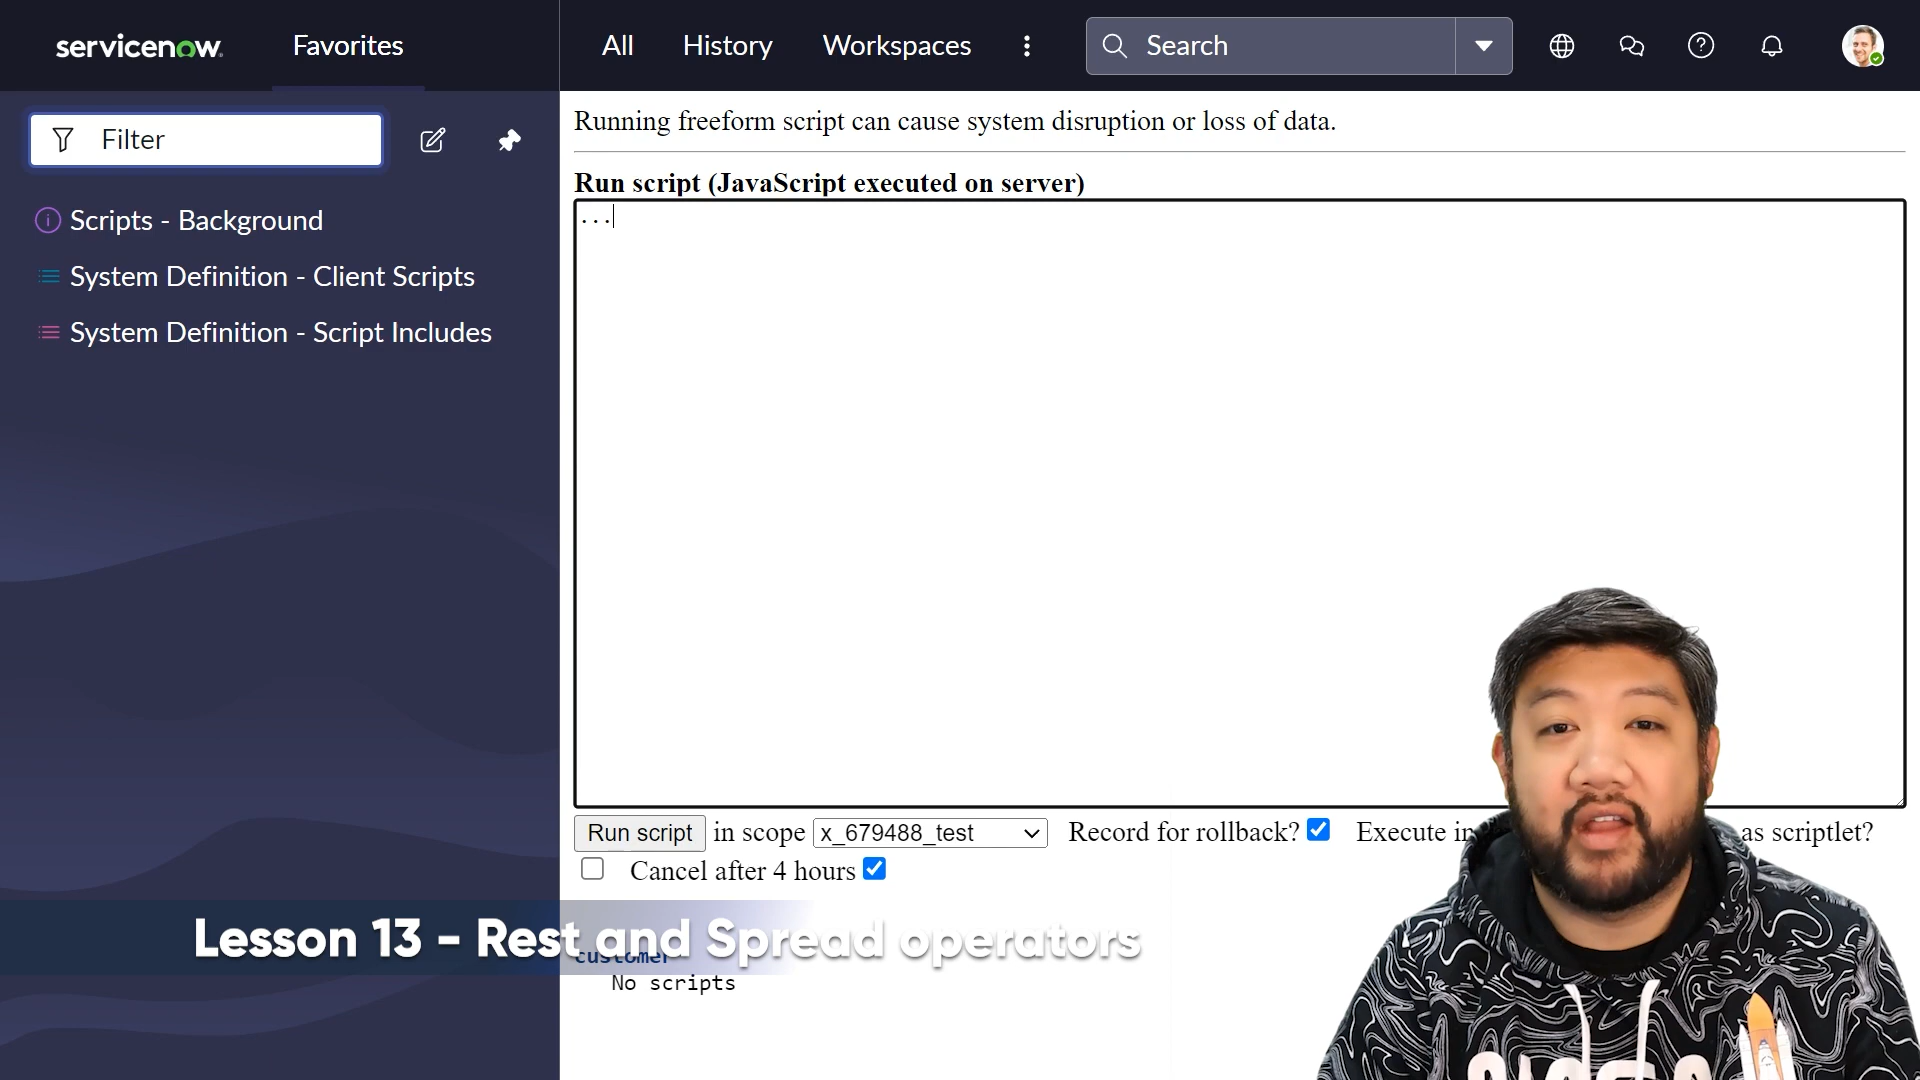 servicenow
Favorites
All
History
Workspaces
Search
Filter
Scripts - Background
System Definition - Client Scripts
System Definition - Script Includes
Running freeform script can cause system disruption or loss of data.
Run script (JavaScript executed on server)
...
Run script in scope x_679488_test Record for rollback? Execute in as scriptlet?
Cancel after 4 hours
Lesson 13 - Rest and Spread operators
customer
No scripts